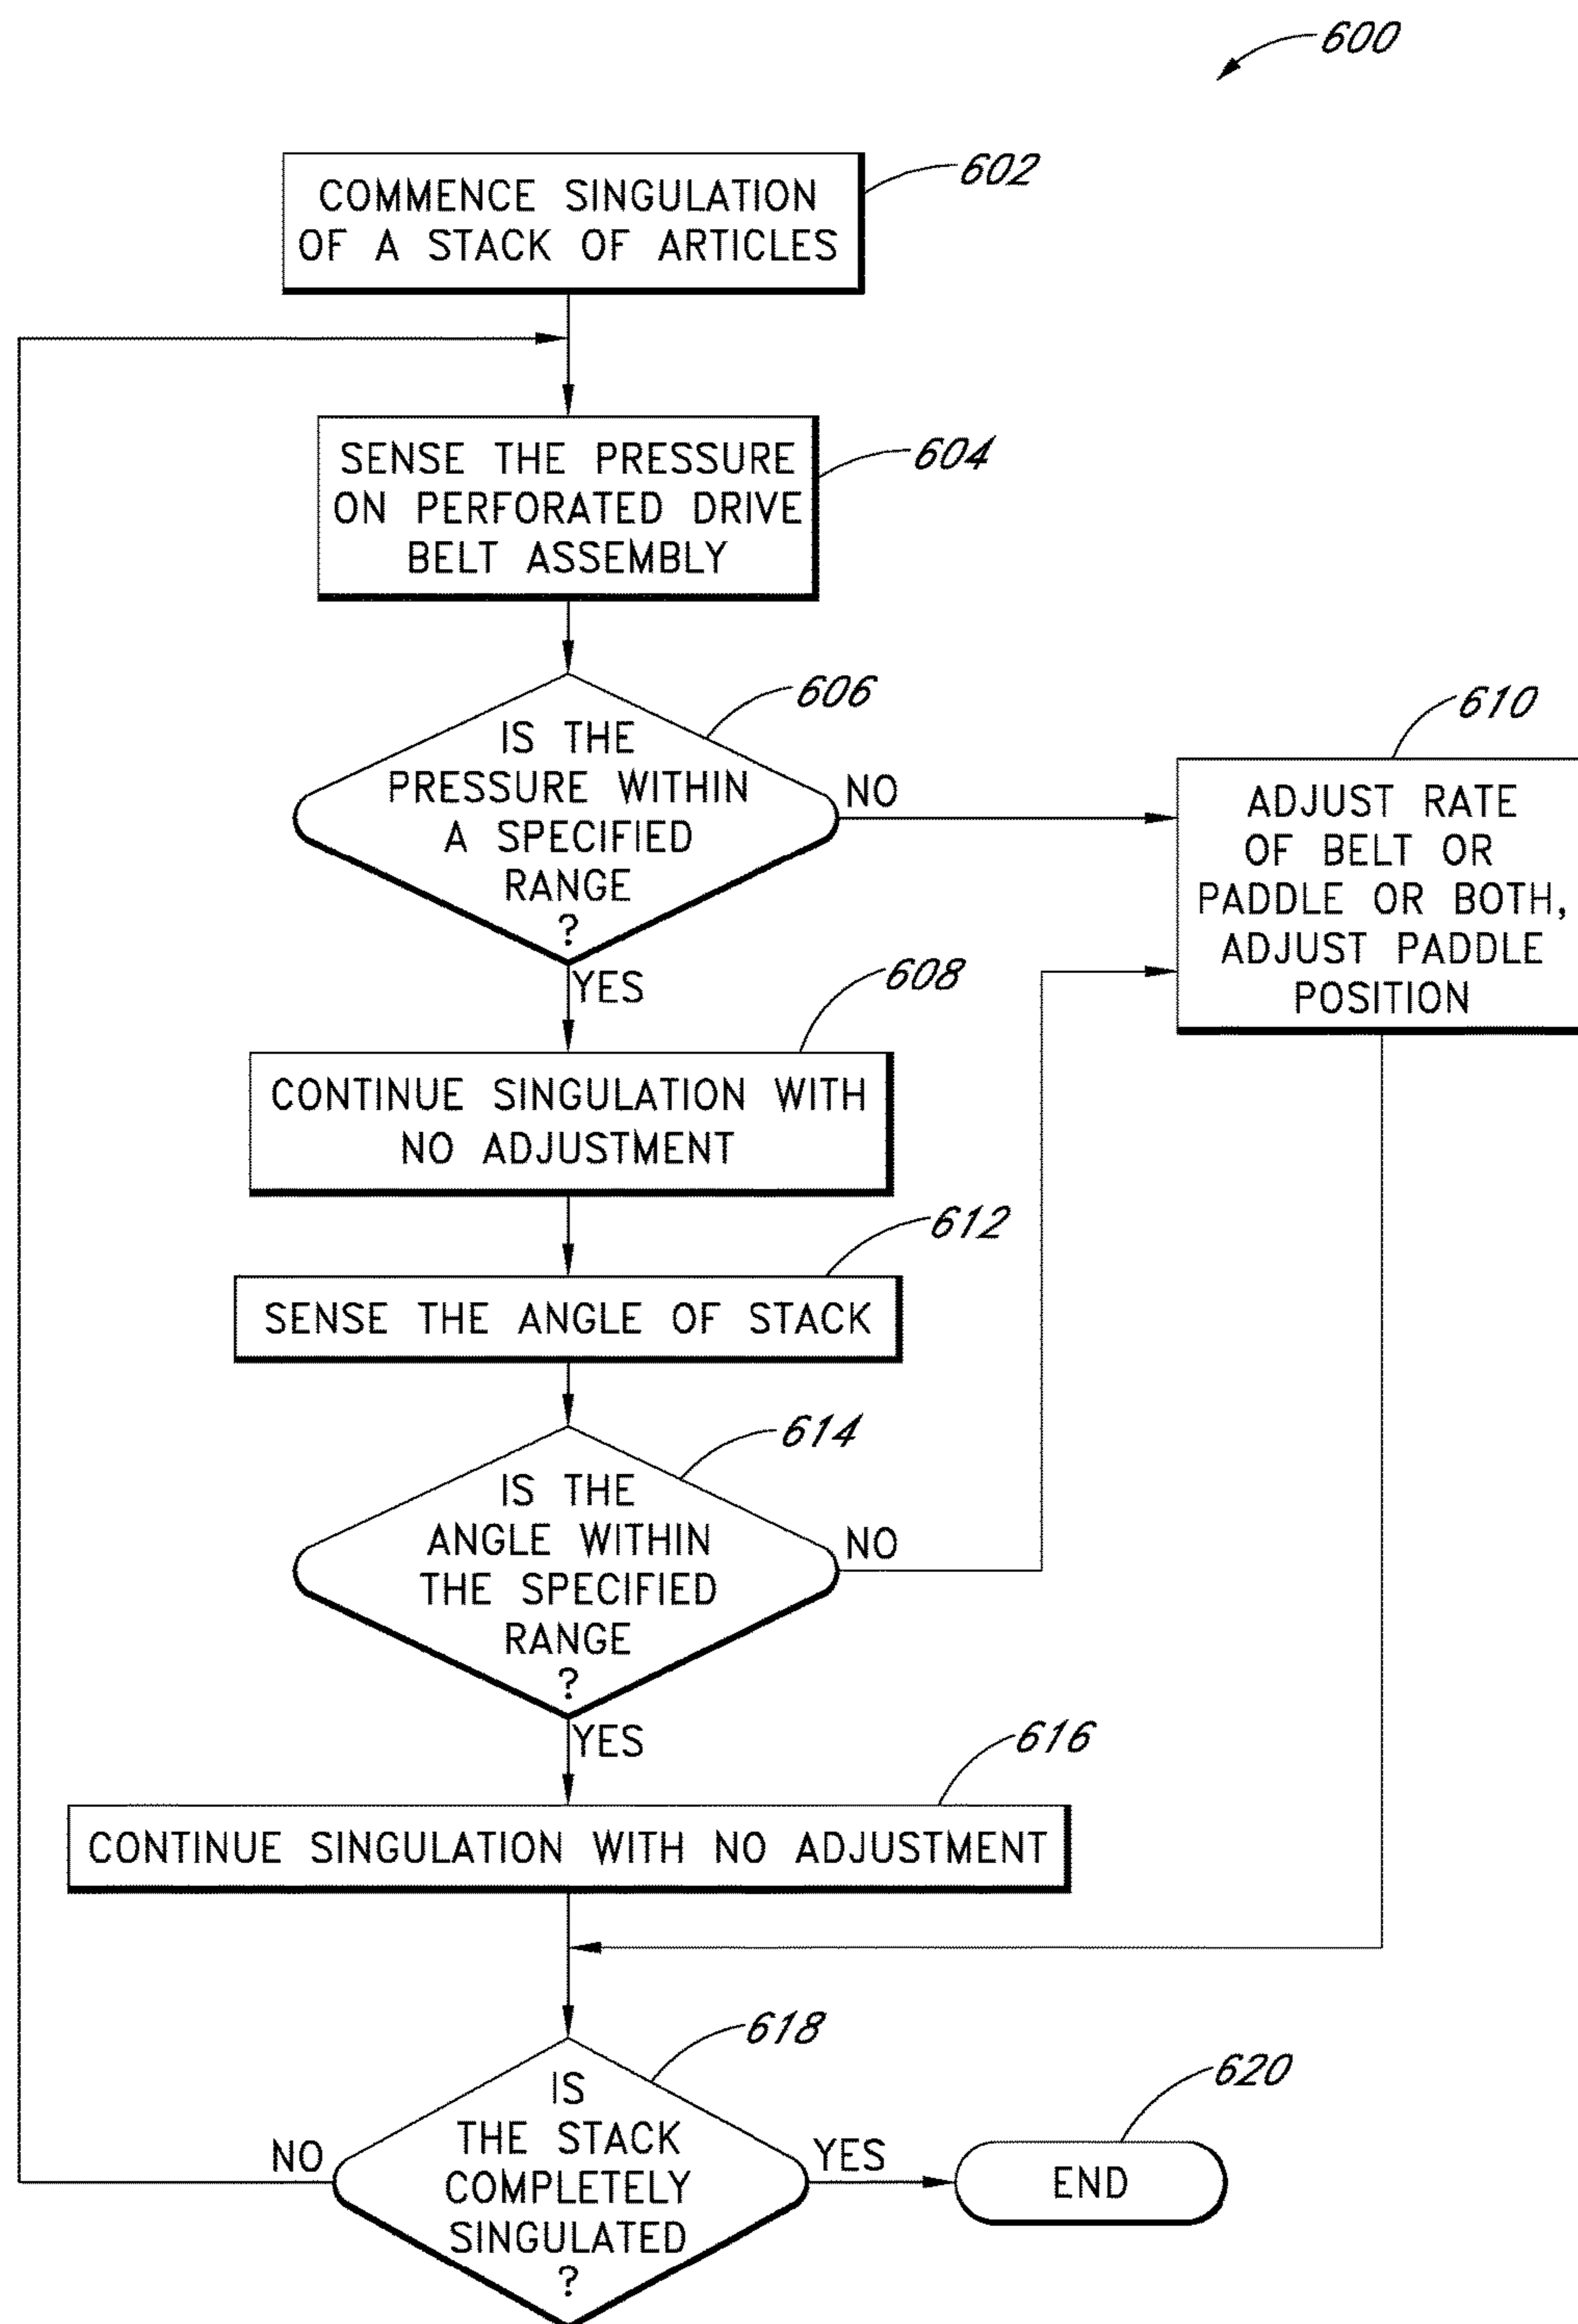 600
602
COMMENCE SINGULATION
OF A STACK OF ARTICLES
604
SENSE THE PRESSURE
ON PERFORATED DRIVE
BELT ASSEMBLY
606
IS THE
PRESSURE WITHIN
A SPECIFIED
RANGE
?
NO
YES
610
ADJUST RATE
OF BELT OR
PADDLE OR BOTH,
ADJUST PADDLE
POSITION
608
CONTINUE SINGULATION WITH
NO ADJUSTMENT
612
SENSE THE ANGLE OF STACK
614
IS THE
ANGLE WITHIN
THE SPECIFIED
RANGE
?
NO
YES
616
CONTINUE SINGULATION WITH NO ADJUSTMENT
618
IS
THE STACK
COMPLETELY
SINGULATED
?
NO
YES
620
END